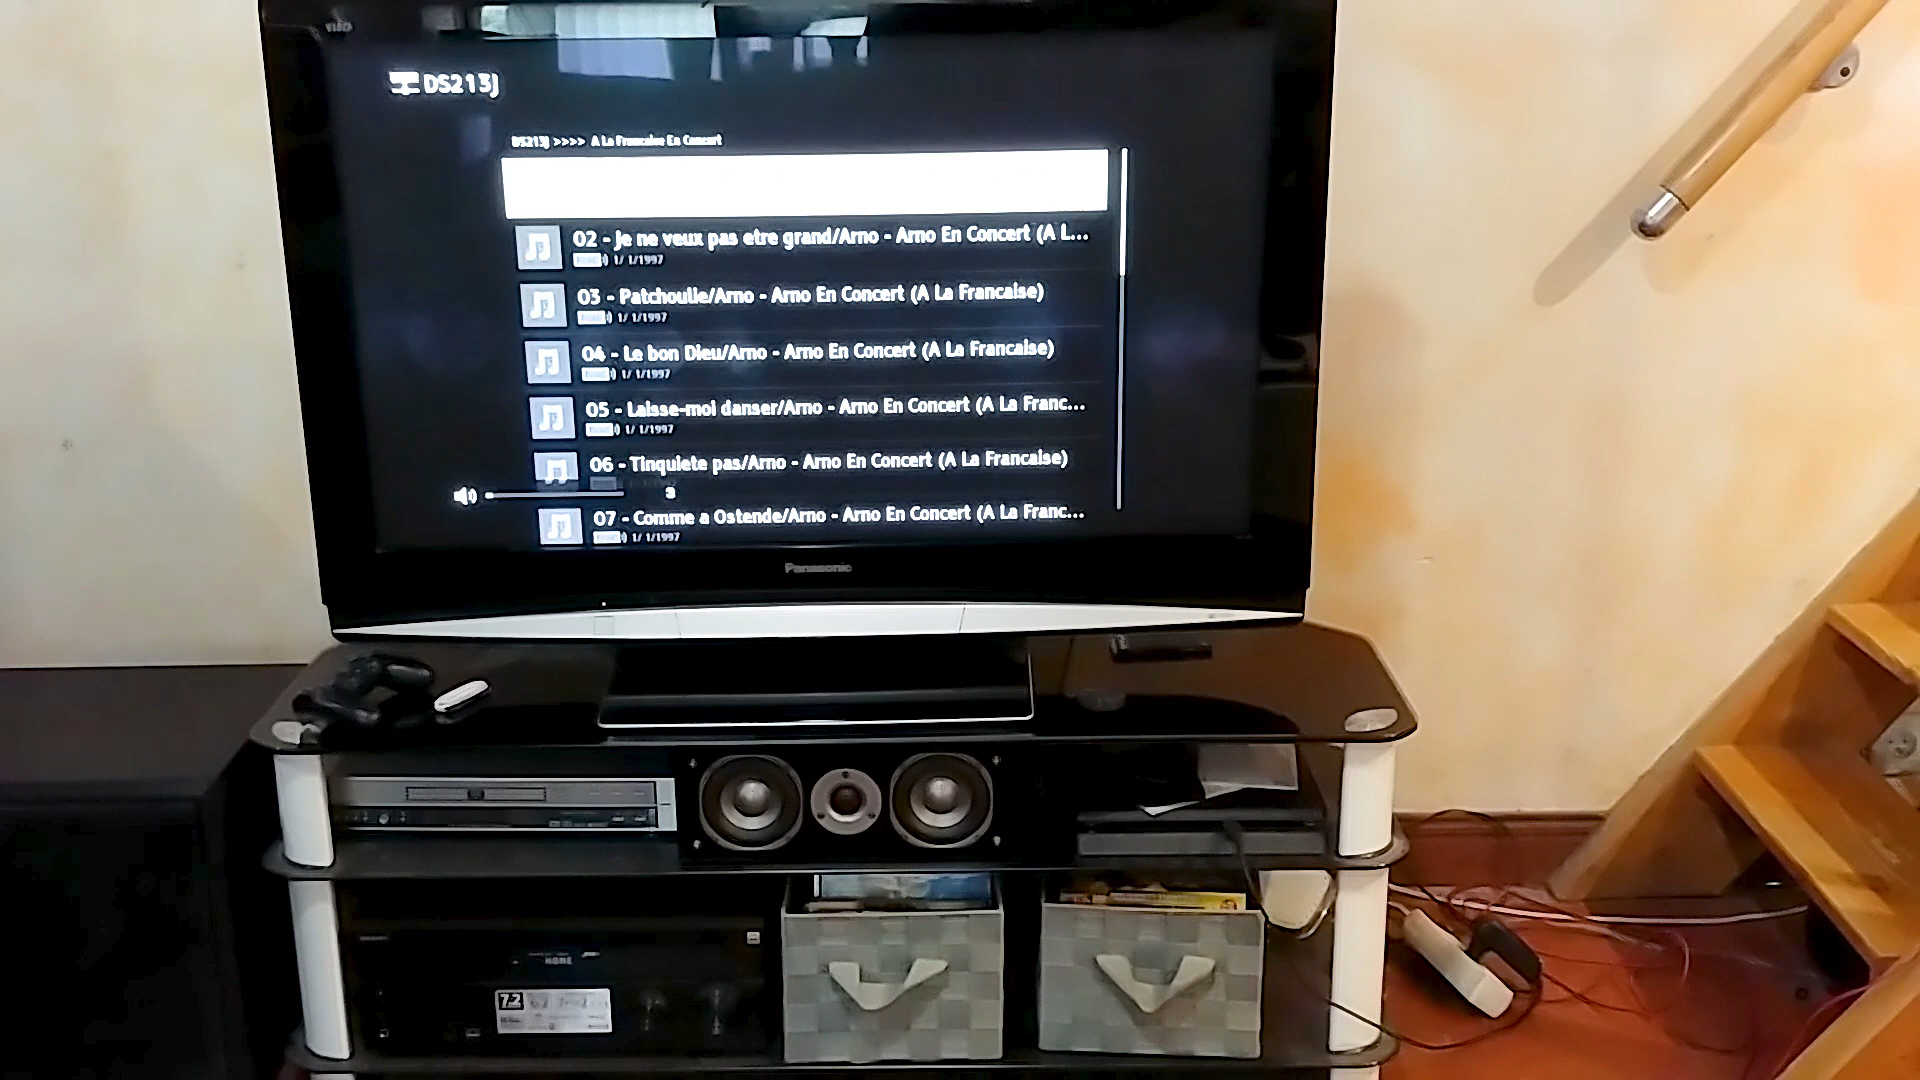 DS213J
DS213J >>>> A La Francaise En Concert
02 - Je ne veux pas etre grand/Arno - Arno En Concert (A L...
1/ 1/1997
03 - Patchoulie/Arno - Arno En Concert (A La Francaise)
1/ 1/1997
04 - Le bon Dieu/Arno - Arno En Concert (A La Francaise)
1/ 1/1997
05 - Laisse-moi danser/Arno - Arno En Concert (A La Franc...
1/ 1/1997
06 - Tinquiete pas/Arno - Arno En Concert (A La Francaise)
3
07 - Comme a Ostende/Arno - Arno En Concert (A La Franc...
1/ 1/1997
Panasonic
HOME
7.2